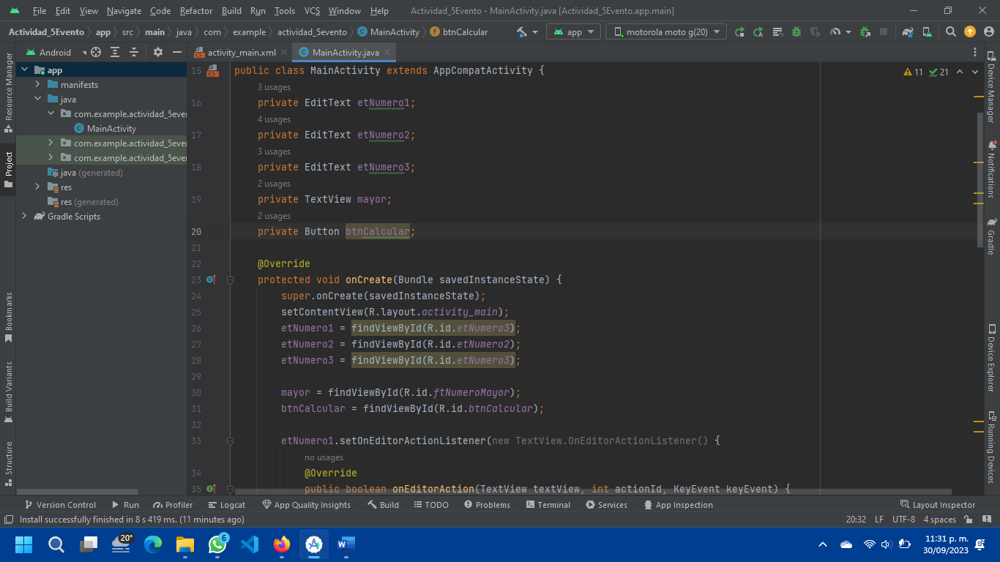 File Edit View Navigate Code Refactor Build Run Tools VCS Window Help Actividad_5Evento - MainActivity.java [Actividad_5Evento.app.main]
Actividad_5Evento app src main java com example actividad_5evento MainActivity btnCalcular app motorola moto g(20)
Android activity_main.xml MainActivity.java
app
manifests
java
com.example.actividad_5ever
MainActivity
com.example.actividad_5ever
com.example.actividad_5ever
java (generated)
res
res (generated)
Gradle Scripts
Resource Manager
Project
Bookmarks
Build Variants
Structure
11 21
15 public class MainActivity extends AppCompatActivity {
3 usages
16 private EditText etNumero1;
4 usages
17 private EditText etNumero2;
3 usages
18 private EditText etNumero3;
2 usages
19 private TextView mayor;
2 usages
20 private Button btnCalcular;
21
22 @Override
23 protected void onCreate(Bundle savedInstanceState) {
24 super.onCreate(savedInstanceState);
25 setContentView(R.layout.activity_main);
26 etNumero1 = findViewById(R.id.etNumero3);
27 etNumero2 = findViewById(R.id.etNumero2);
28 etNumero3 = findViewById(R.id.etNumero3);
29
30 mayor = findViewById(R.id.ftNumeroMayor);
31 btnCalcular = findViewById(R.id.btnCalcular);
32
33 etNumero1.setOnEditorActionListener(new TextView.OnEditorActionListener() {
no usages
34 @Override
35 public boolean onEditorAction(TextView textView, int actionId, KeyEvent keyEvent) {
Device Manager
Notifications
Gradle
Device Explorer
Running Devices
Version Control Run Profiler Logcat App Quality Insights Build TODO Problems Terminal Services App Inspection Layout Inspector
Install successfully finished in 8 s 419 ms. (11 minutes ago) 20:32 LF UTF-8 4 spaces
20° 6 11:31 p. m.
30/09/2023